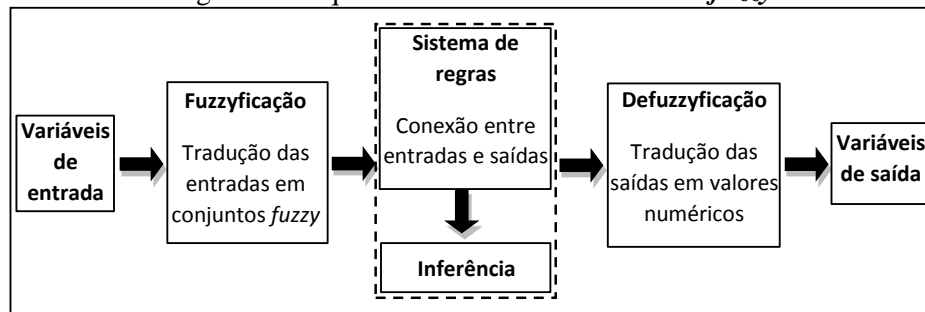 Variáveis
de
entrada
Fuzzyficação
Tradução das
entradas em
conjuntos fuzzy
Sistema de
regras
Conexão entre
entradas e saídas
Inferência
Defuzzyficação
Tradução das
saídas em valores
numéricos
Variáveis
de saída